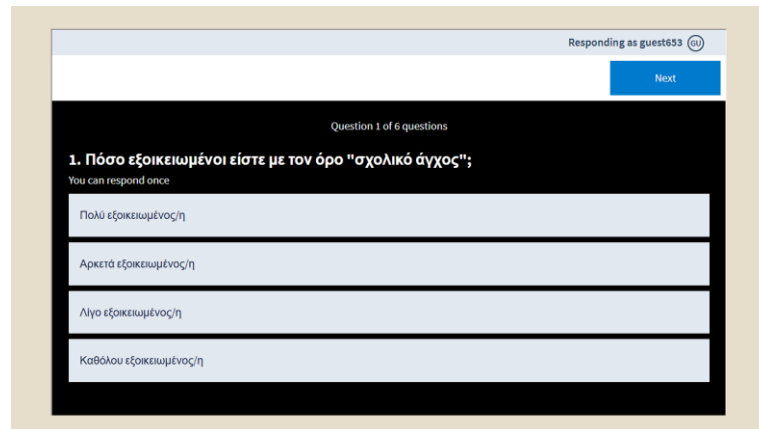 Responding as guest653 GU
Next
Question 1 of 6 questions
1. Πόσο εξοικειωμένοι είστε με τον όρο "σχολικό άγχος";
You can respond once
Πολύ εξοικειωμένος/η
Αρκετά εξοικειωμένος/η
Λίγο εξοικειωμένος/η
Καθόλου εξοικειωμένος/η